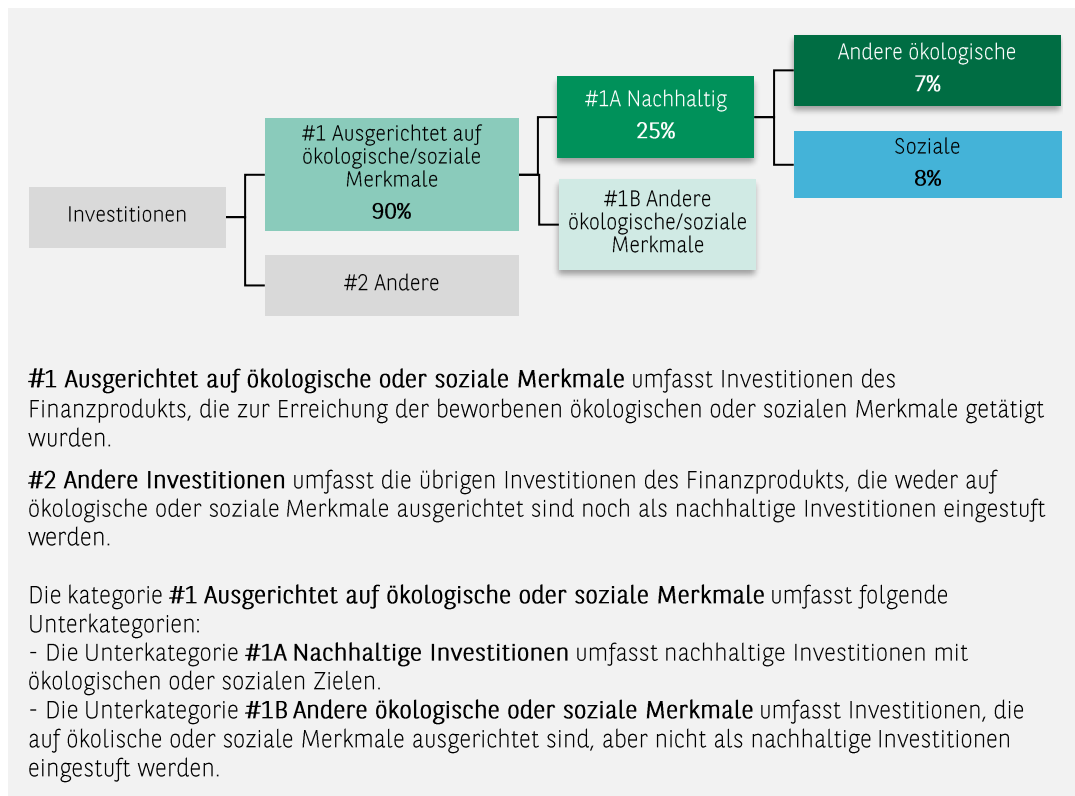 Andere ökologische
7%
#1A Nachhaltig
25%
Soziale
8%
#1 Ausgerichtet auf
ökologische/soziale
Merkmale
90%
#1B Andere
ökologische/soziale
Merkmale
Investitionen
#2 Andere
#1 Ausgerichtet auf ökologische oder soziale Merkmale umfasst Investitionen des
Finanzprodukts, die zur Erreichung der beworbenen ökologischen oder sozialen Merkmale getätigt
wurden.
#2 Andere Investitionen umfasst die übrigen Investitionen des Finanzprodukts, die weder auf
ökologische oder soziale Merkmale ausgerichtet sind noch als nachhaltige Investitionen eingestuft
werden.
Die kategorie #1 Ausgerichtet auf ökologische oder soziale Merkmale umfasst folgende
Unterkategorien:
- Die Unterkategorie #1A Nachhaltige Investitionen umfasst nachhaltige Investitionen mit
ökologischen oder sozialen Zielen.
- Die Unterkategorie #1B Andere ökologische oder soziale Merkmale umfasst Investitionen, die
auf ökolische oder soziale Merkmale ausgerichtet sind, aber nicht als nachhaltige Investitionen
eingestuft werden.